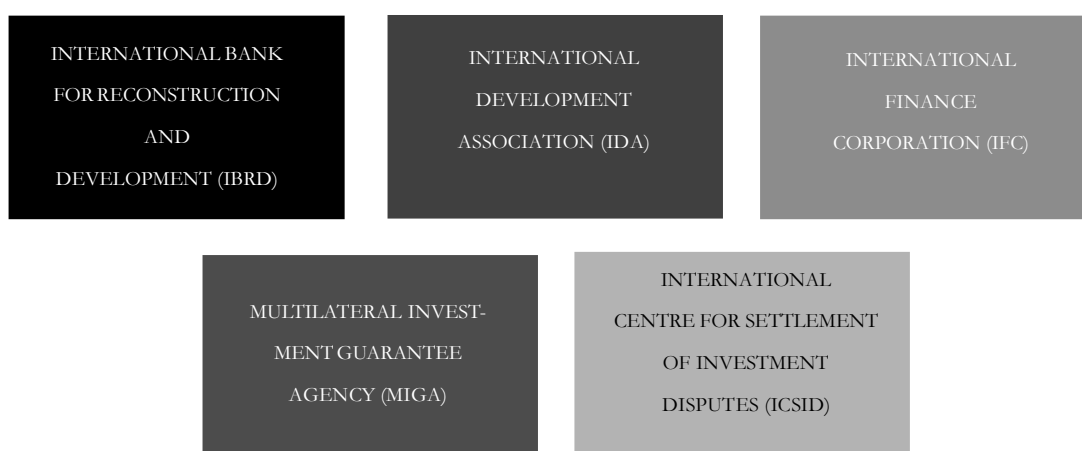 INTERNATIONAL BANK
FOR RECONSTRUCTION
AND
DEVELOPMENT (IBRD)
INTERNATIONAL
DEVELOPMENT
ASSOCIATION (IDA)
INTERNATIONAL
FINANCE
CORPORATION (IFC)
MULTILATERAL INVEST-
MENT GUARANTEE
AGENCY (MIGA)
INTERNATIONAL
CENTRE FOR SETTLEMENT
OF INVESTMENT
DISPUTES (ICSID)